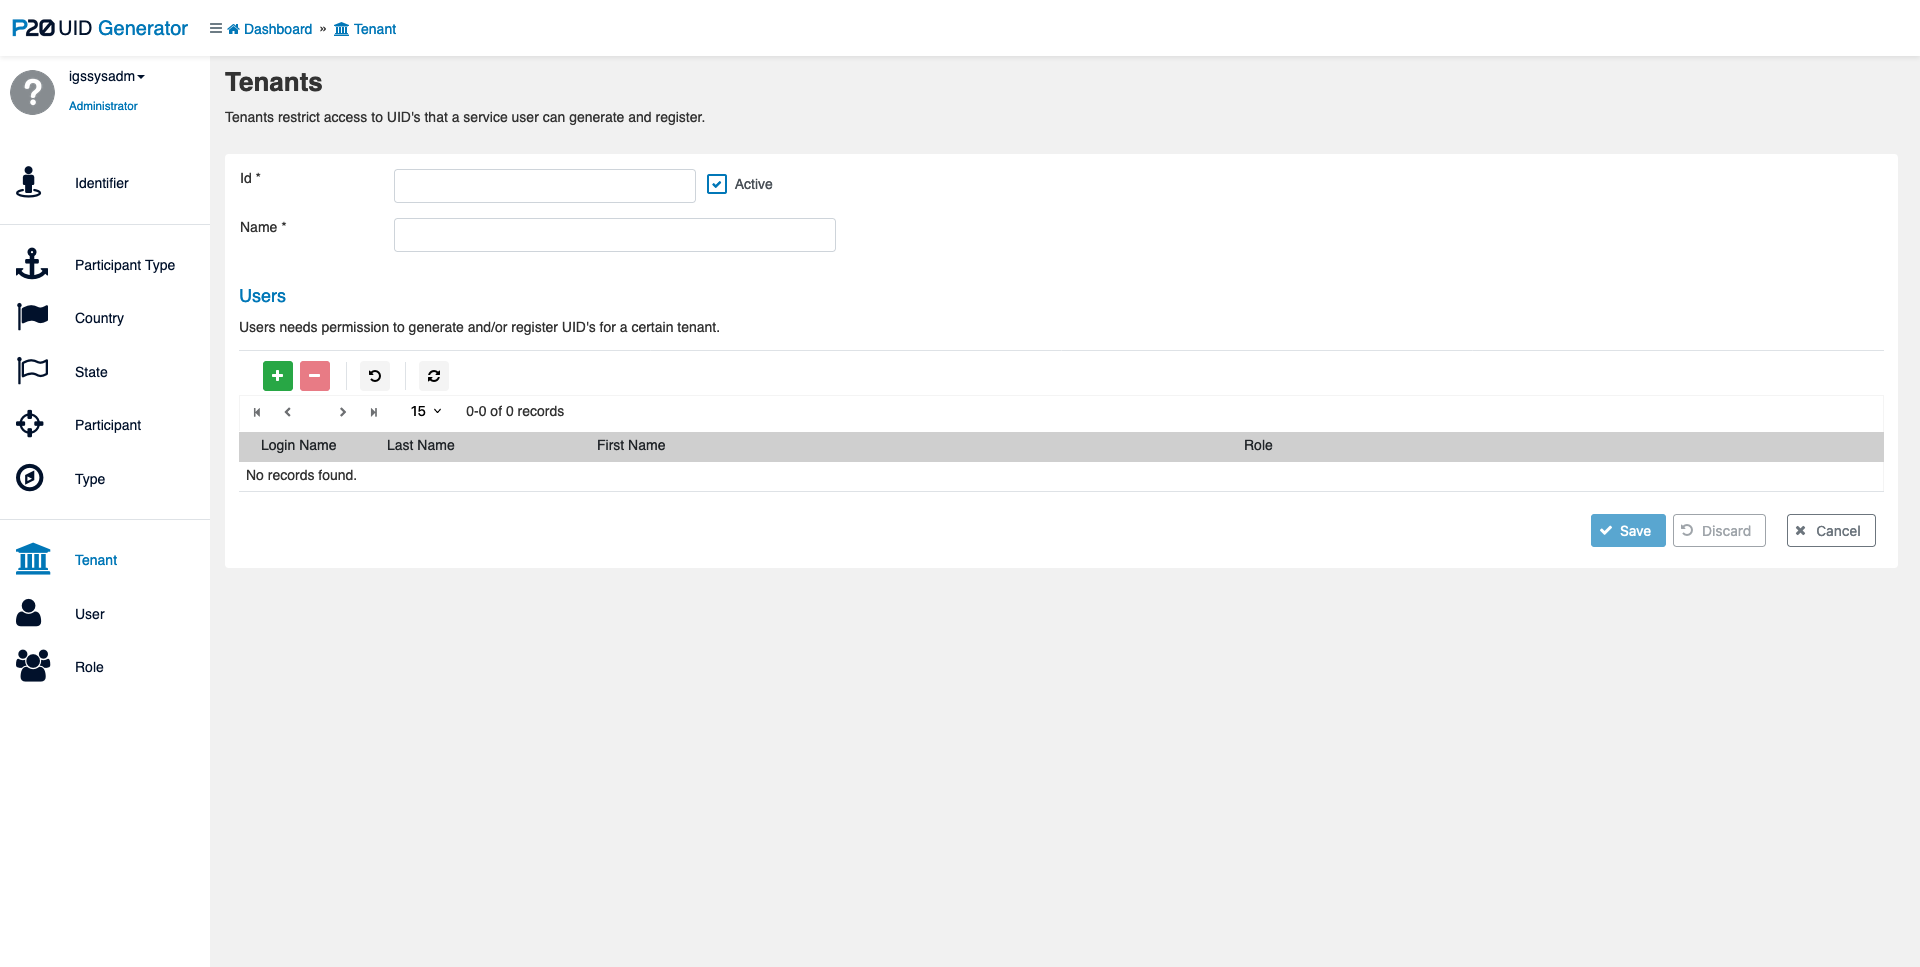 P20 UID Generator
Dashboard » Tenant
igssysadm
Administrator
Identifier
Participant Type
Country
State
Participant
Type
Tenant
User
Role
Tenants
Tenants restrict access to UID's that a service user can generate and register.
Id *
Active
Name *
Users
Users needs permission to generate and/or register UID's for a certain tenant.
15 0-0 of 0 records
Login Name Last Name First Name Role
No records found.
Save Discard Cancel